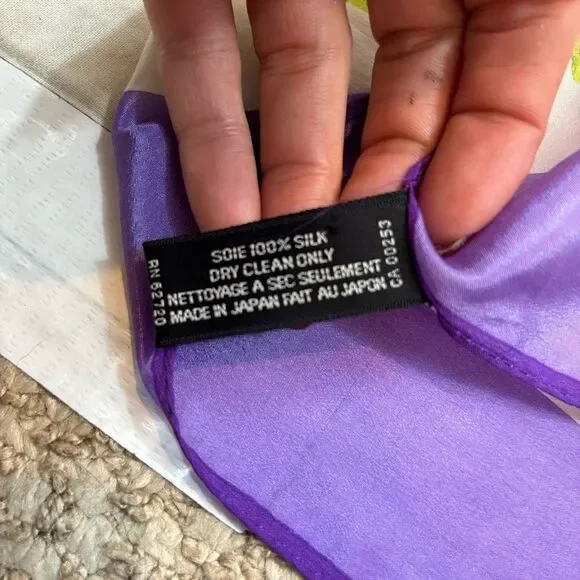 SOIE 100% SILK
DRY CLEAN ONLY
NETTOYAGE A SEC SEULEMENT
MADE IN JAPAN FAIT AU JAPON
RN 62720
CA 00253